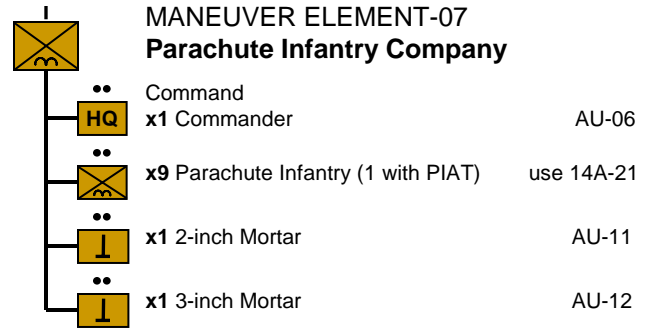 MANEUVER ELEMENT-07
Parachute Infantry Company
Command
HQ x1 Commander AU-06
x9 Parachute Infantry (1 with PIAT) use 14A-21
x1 2-inch Mortar AU-11
x1 3-inch Mortar AU-12